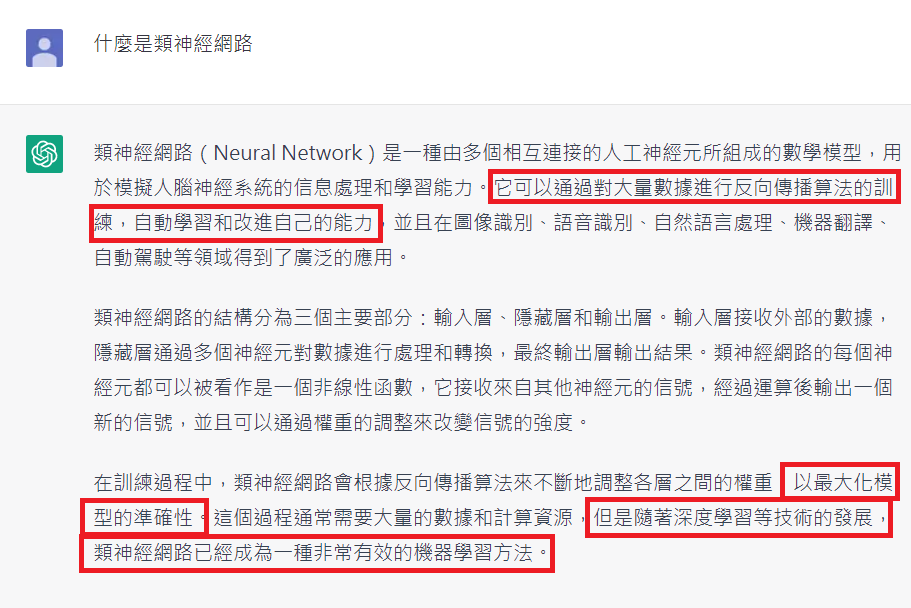 什麼是類神經網路
類神經網路（Neural Network）是一種由多個相互連接的人工神經元所組成的數學模型，用
於模擬人腦神經系統的信息處理和學習能力。它可以通過對大量數據進行反向傳播算法的訓
練，自動學習和改進自己的能力，並且在圖像識別、語音識別、自然語言處理、機器翻譯、
自動駕駛等領域得到了廣泛的應用。
類神經網路的結構分為三個主要部分：輸入層、隱藏層和輸出層。輸入層接收外部的數據，
隱藏層通過多個神經元對數據進行處理和轉換，最終輸出層輸出結果。類神經網路的每個神
經元都可以被看作是一個非線性函數，它接收來自其他神經元的信號，經過運算後輸出一個
新的信號，並且可以通過權重的調整來改變信號的強度。
在訓練過程中，類神經網路會根據反向傳播算法來不斷地調整各層之間的權重，以最大化模
型的準確性。這個過程通常需要大量的數據和計算資源，但是隨著深度學習等技術的發展，
類神經網路已經成為一種非常有效的機器學習方法。